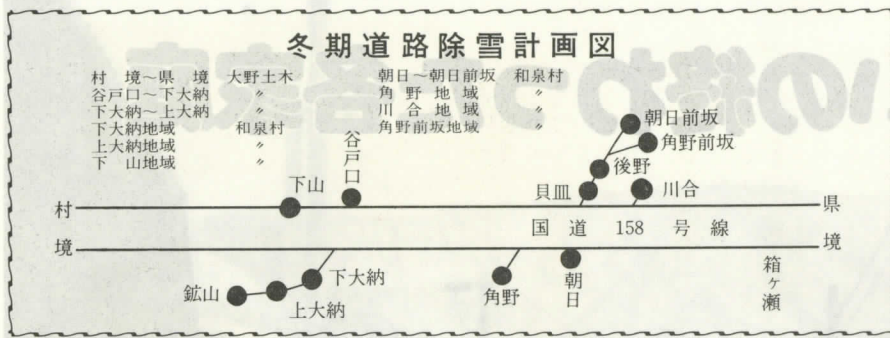 冬期道路除雪計画図
村境～県境 大野土木
谷戸口～下大納 〃
下大納～上大納 〃
下大納地域 和泉村
上大納地域 〃
下山地域 〃
朝日～朝日前坂 和泉村
角野地域 〃
川合地域 〃
角野前坂地域 〃
朝日前坂
角野前坂
谷戸口
後野
下山
貝皿
川合
村境
県境
国道 158 号線
下大納
鉱山
上大納
角野
朝日
箱ヶ瀬